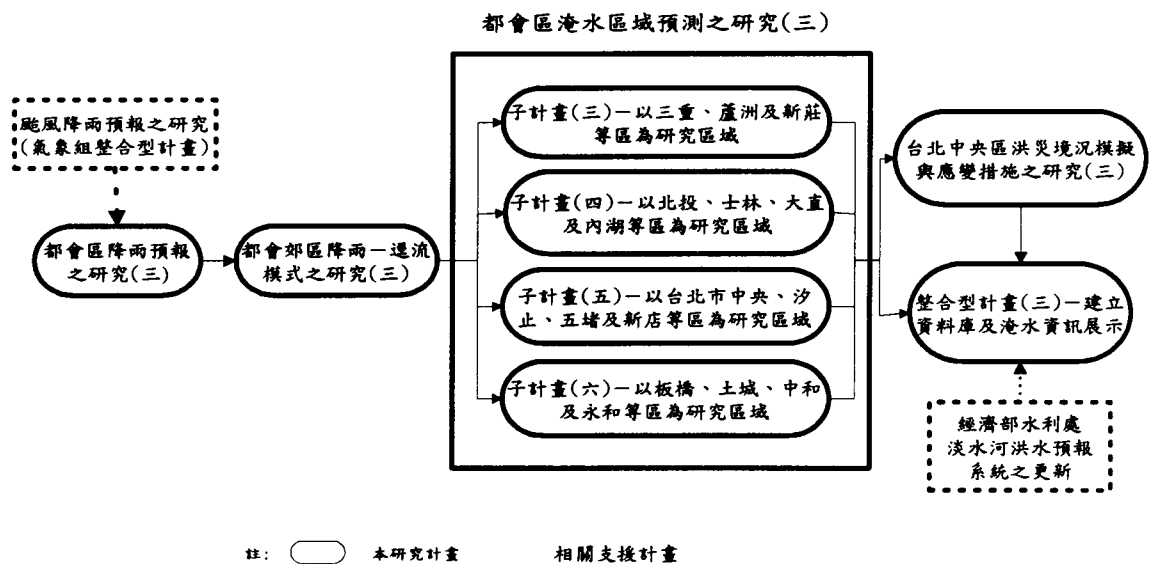 都會區淹水區域預測之研究(三)
颱風降雨預報之研究
(氣象組整合型計畫)
都會區降雨預報
之研究(三)
都會郊區降雨－逕流
模式之研究(三)
子計畫(三)－以三重、蘆洲及新莊
等區為研究區域
子計畫(四)－以北投、士林、大直
及內湖等區為研究區域
子計畫(五)－以台北市中央、汐
止、五堵及新店等區為研究區域
子計畫(六)－以板橋、土城、中和
及永和等區為研究區域
台北中央區洪災境況模擬
與應變措施之研究(三)
整合型計畫(三)－建立
資料庫及淹水資訊展示
經濟部水利處
淡水河洪水預報
系統之更新
註: 本研究計畫 相關支援計畫